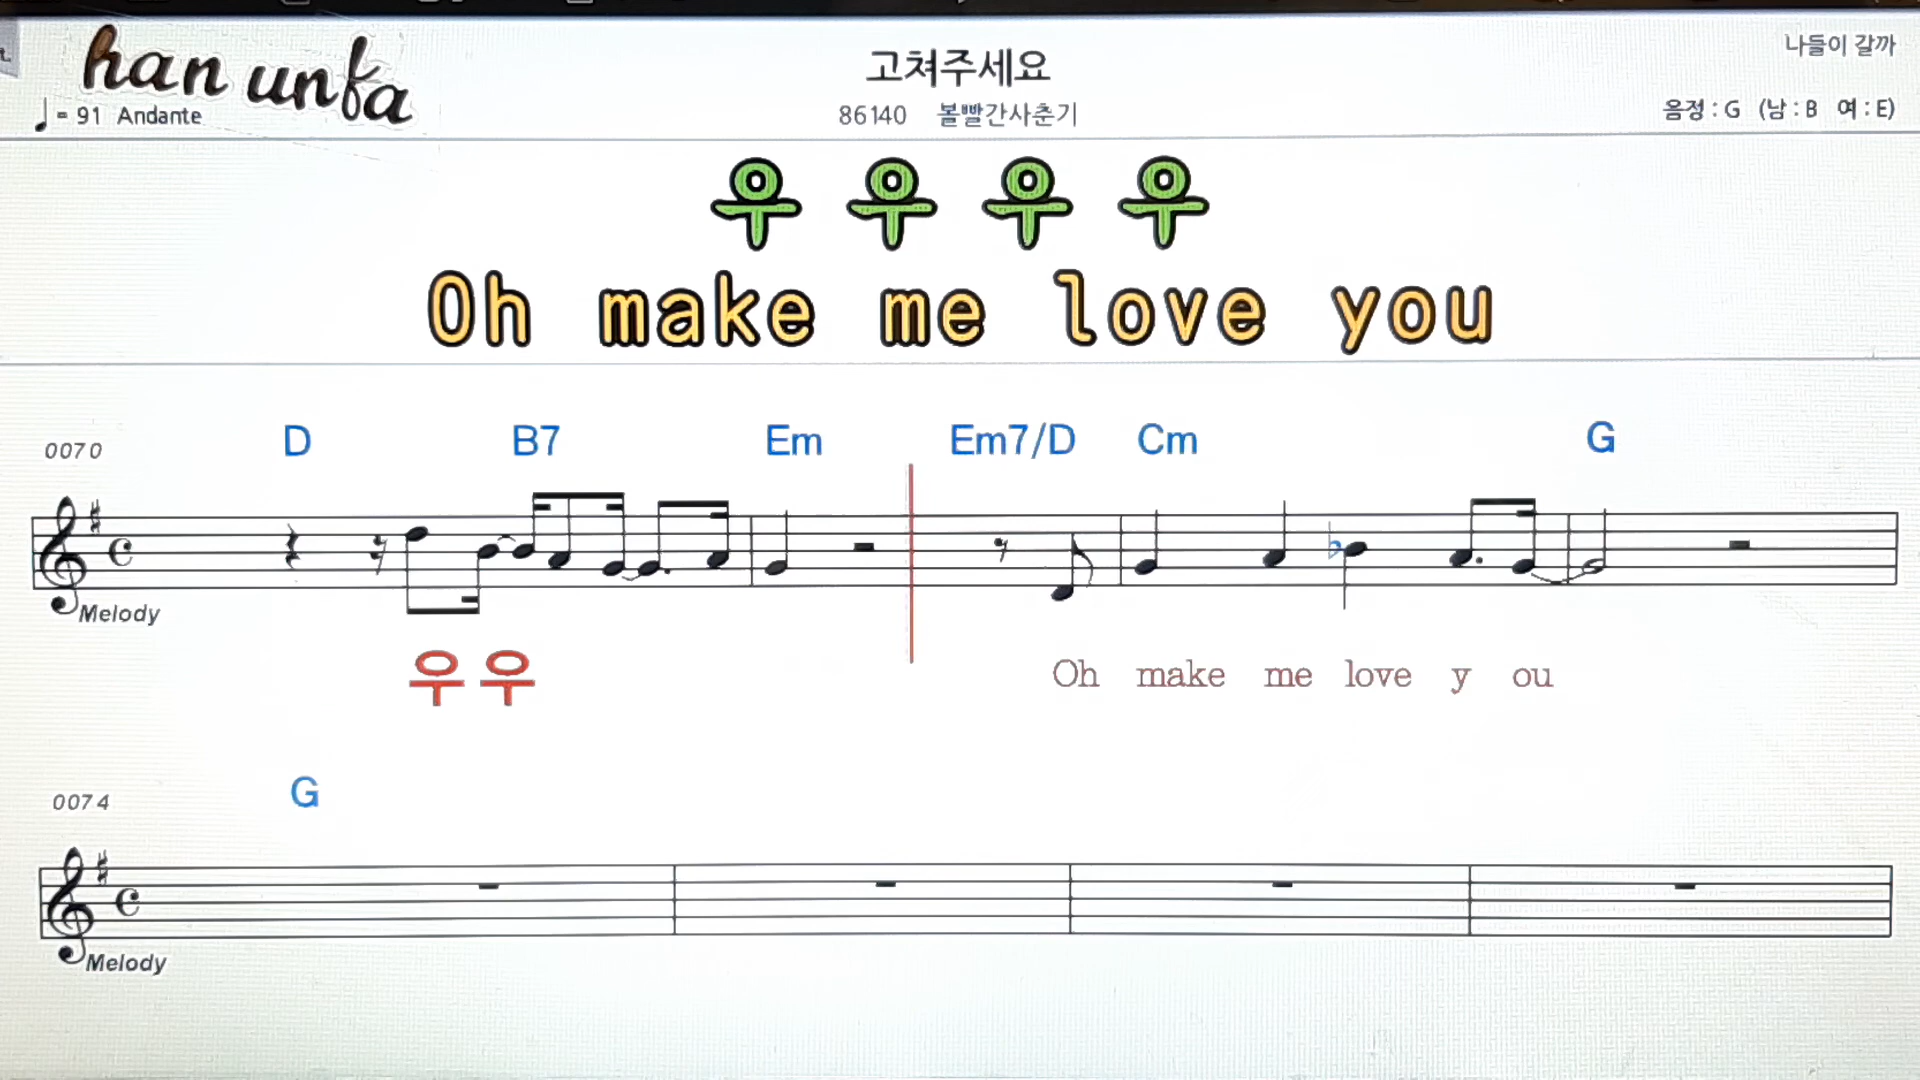 han unfa
고쳐주세요
나들이 갈까
♩ = 91 Andante
86140 볼빨간사춘기
음정 : G (남 : B 여 : E)
우 우 우 우
Oh make me love you
0070 D B7 Em Em7/D Cm G
Melody
우 우 Oh make me love y ou
0074 G
Melody